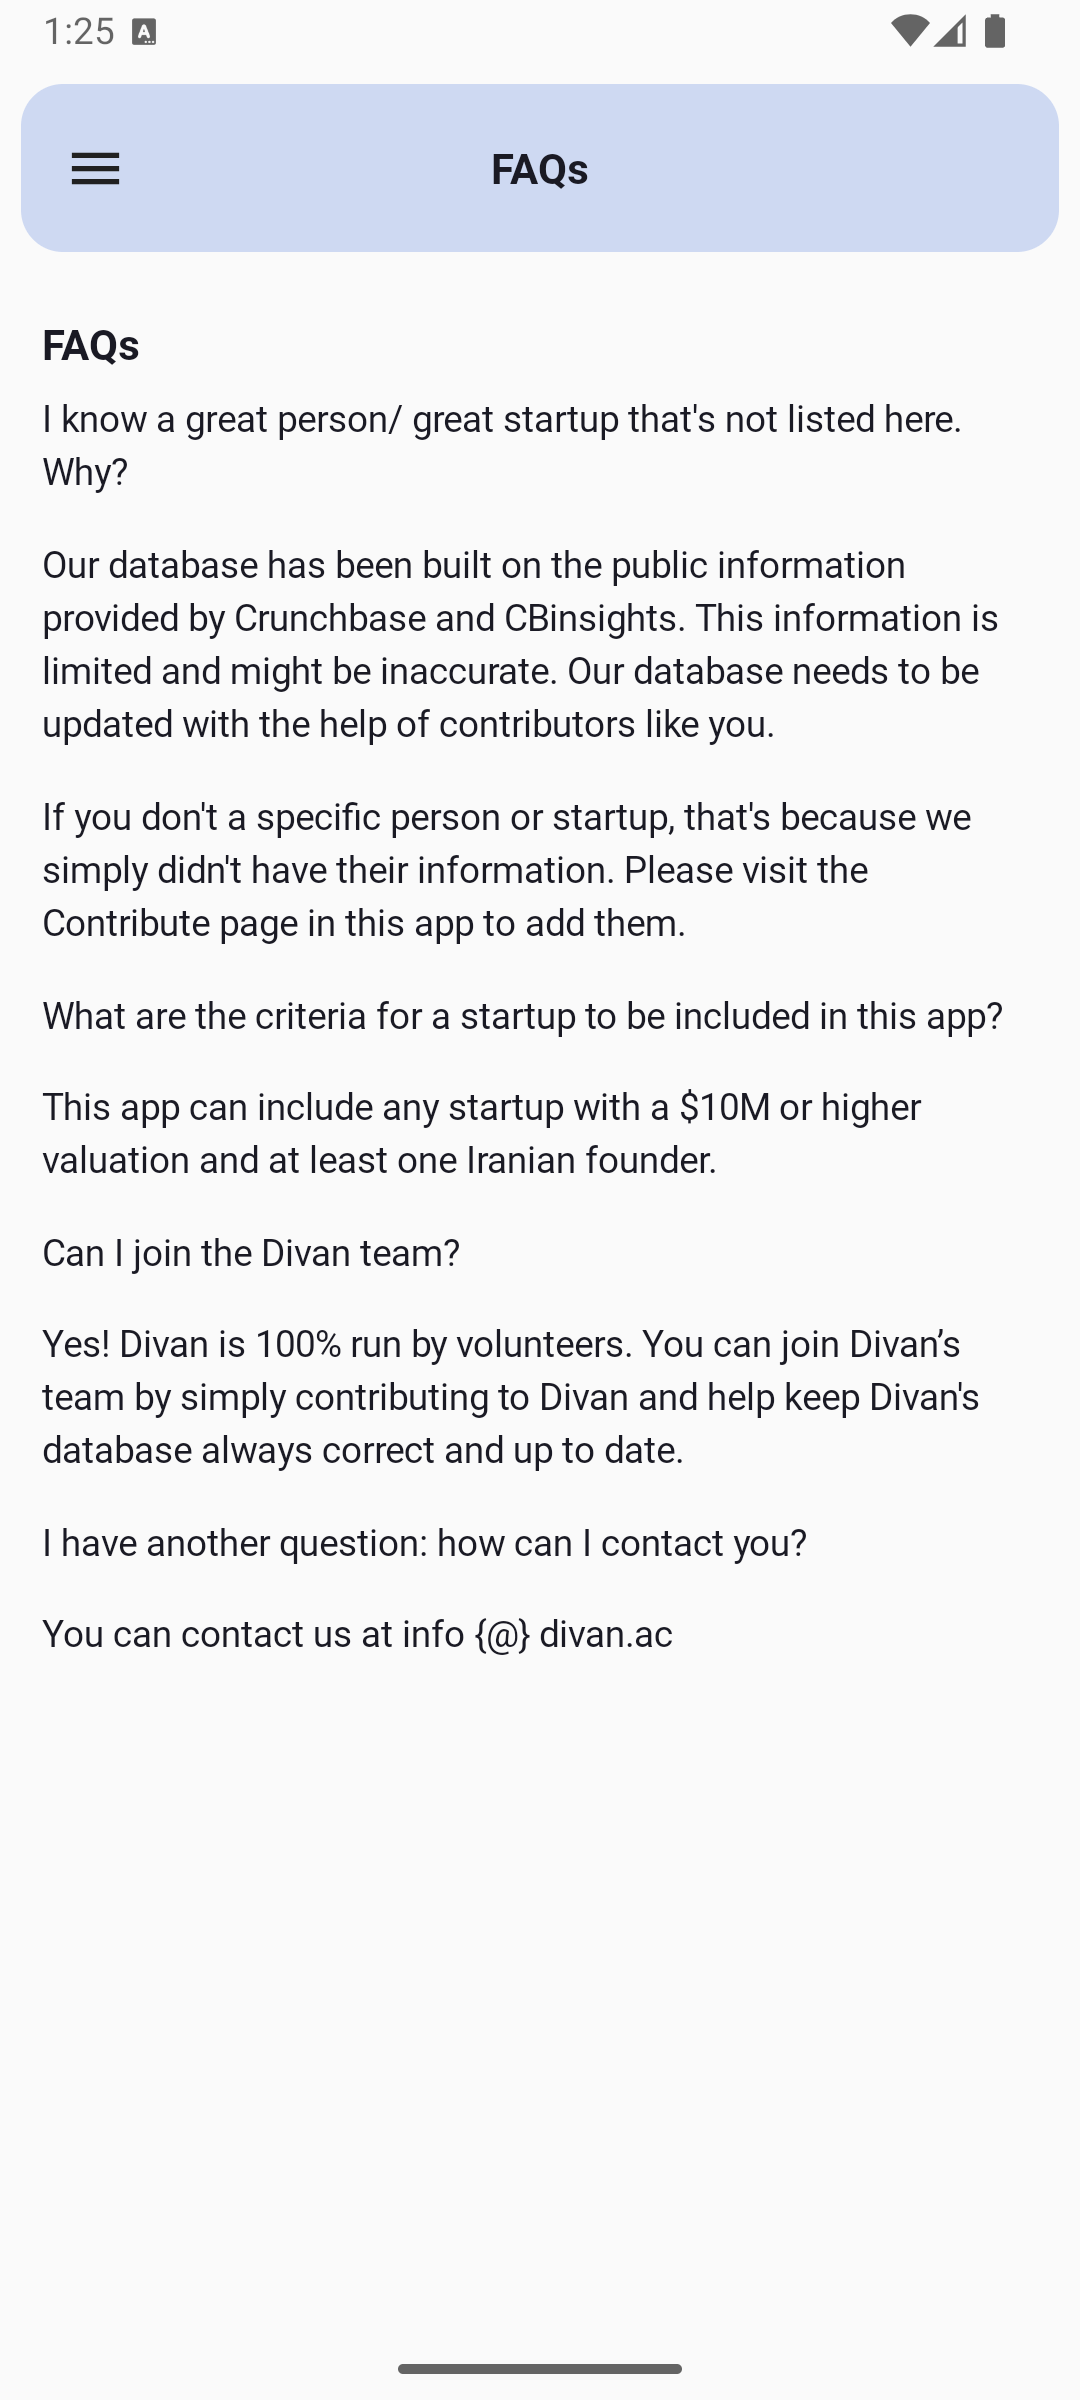 1:25
FAQs
FAQs
I know a great person/ great startup that's not listed here.
Why?
Our database has been built on the public information
provided by Crunchbase and CBinsights. This information is
limited and might be inaccurate. Our database needs to be
updated with the help of contributors like you.
If you don't a specific person or startup, that's because we
simply didn't have their information. Please visit the
Contribute page in this app to add them.
What are the criteria for a startup to be included in this app?
This app can include any startup with a $10M or higher
valuation and at least one Iranian founder.
Can I join the Divan team?
Yes! Divan is 100% run by volunteers. You can join Divan’s
team by simply contributing to Divan and help keep Divan's
database always correct and up to date.
I have another question: how can I contact you?
You can contact us at info {@} divan.ac